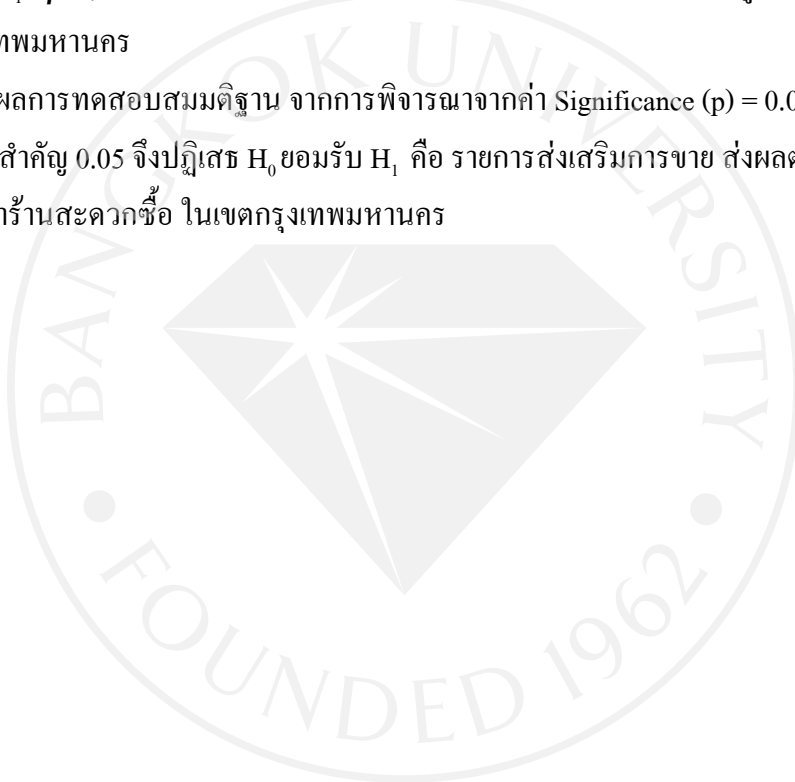 ทพมหานคร
ผลการทดสอบสมมติฐาน จากการพิจารณาจากค่า Significance (p) = 0.0
สำคัญ 0.05 จึงปฏิเสธ H₀ ยอมรับ H₁ คือ รายการส่งเสริมการขาย ส่งผลต
าร้านสะดวกซื้อ ในเขตกรุงเทพมหานคร
BANGKOK UNIVERSITY
FOUNDED 1962